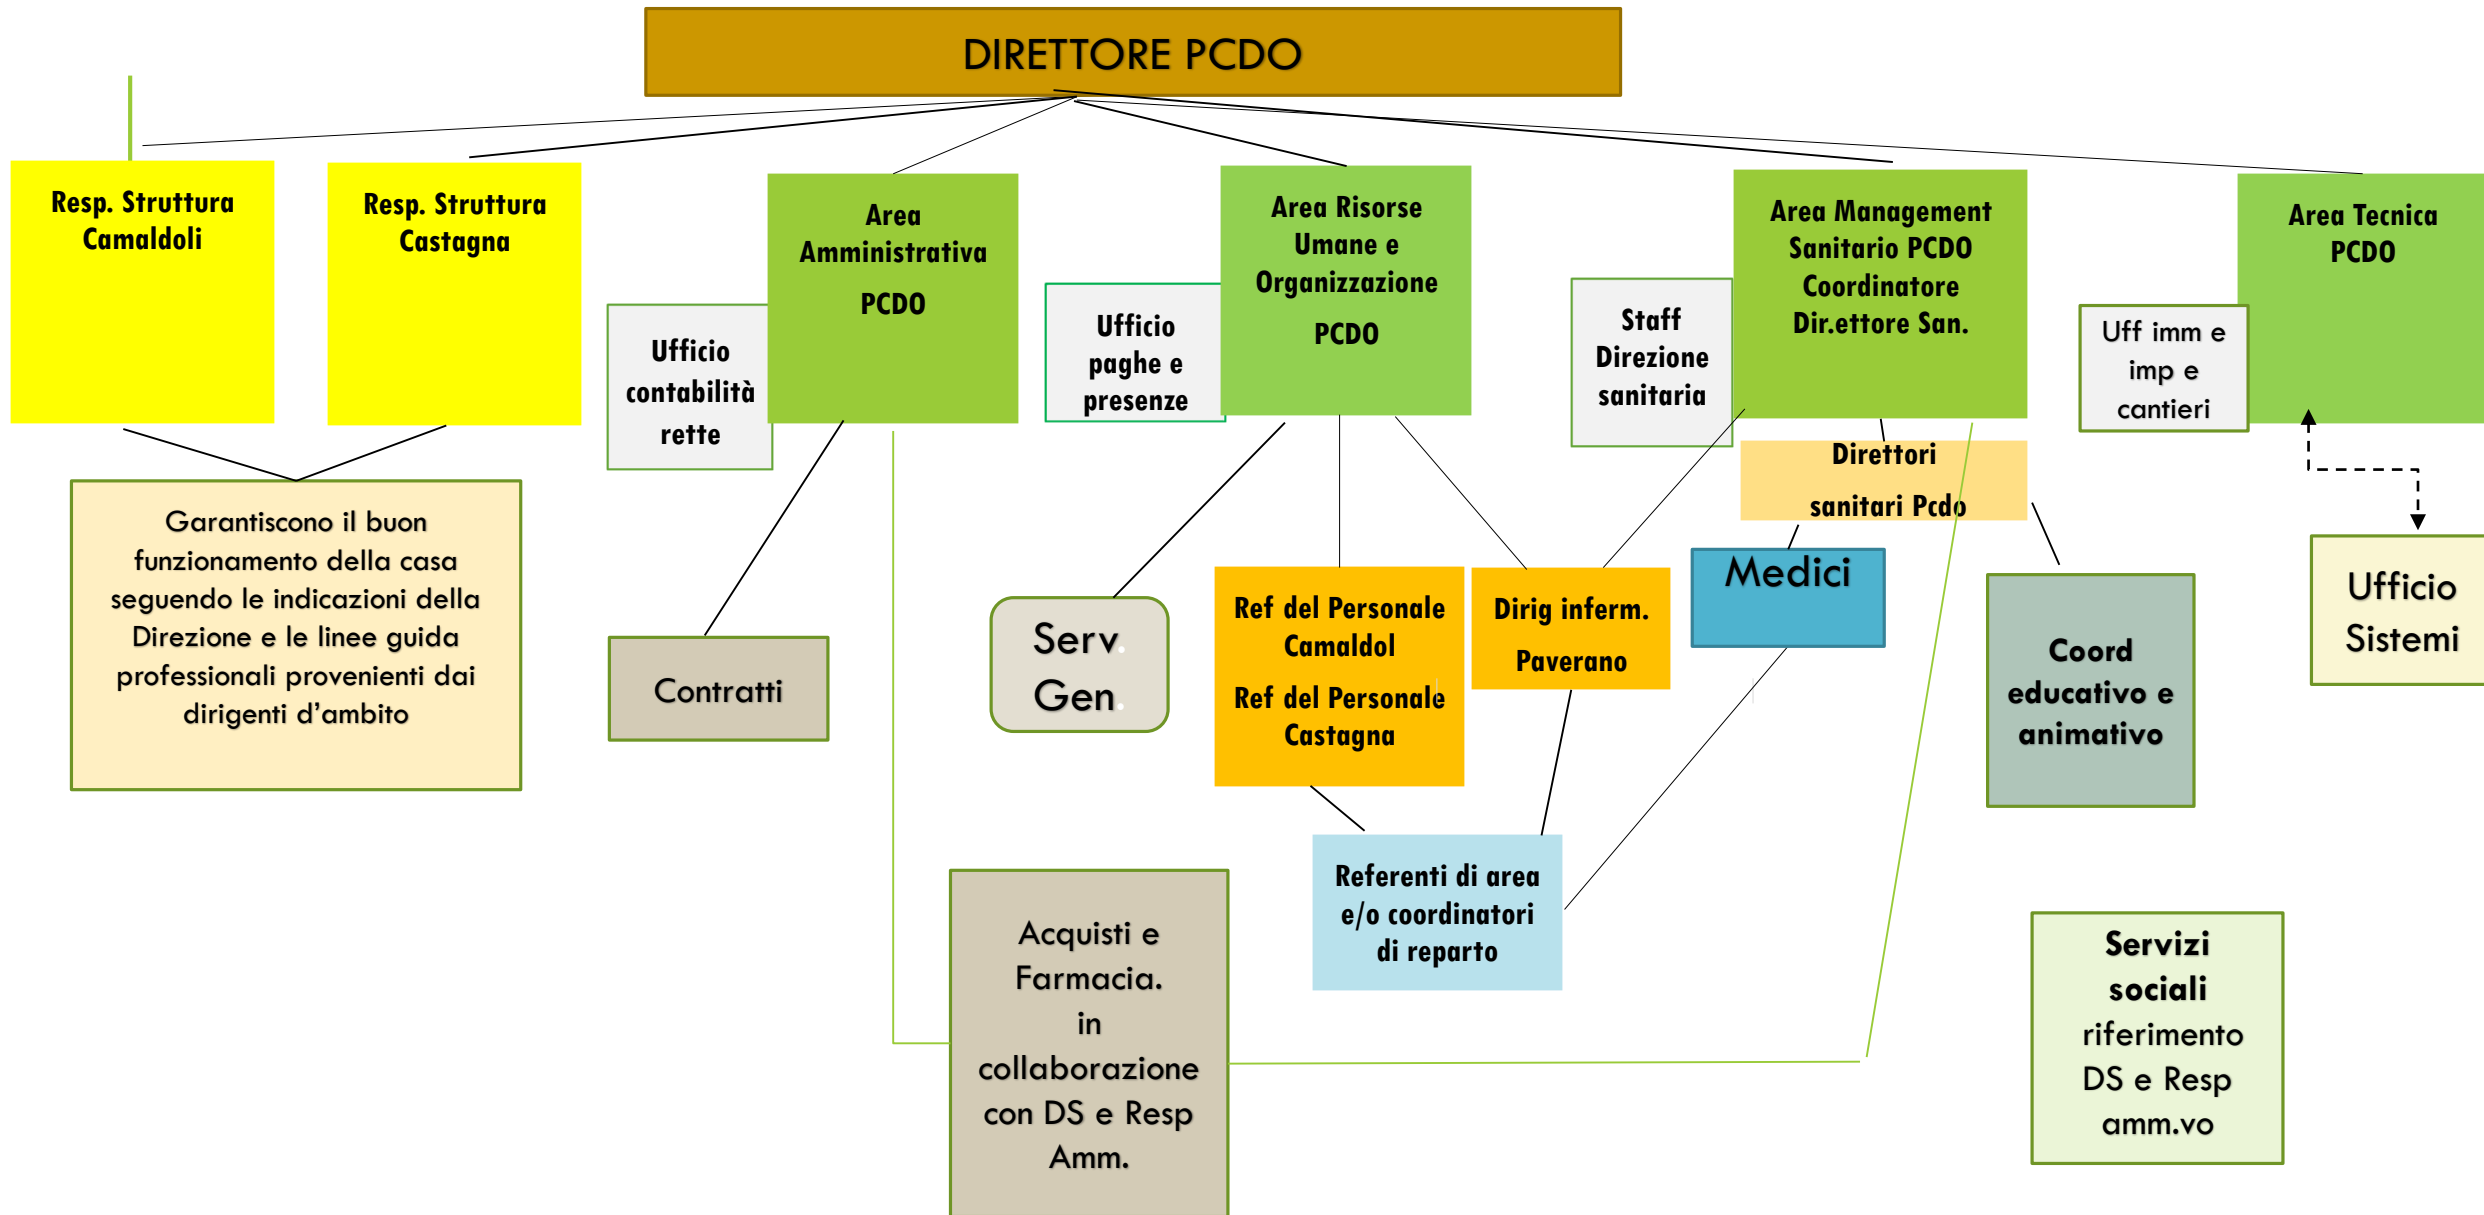 DIRETTORE PCDO
Resp. Struttura
Camaldoli
Resp. Struttura
Castagna
Area
Amministrativa
PCDO
Area Risorse
Umane e
Organizzazione
PCDO
Area Management
Sanitario PCDO
Coordinatore
Dir.ettore San.
Area Tecnica
PCDO
Ufficio
contabilità
rette
Ufficio
paghe e
presenze
Staff
Direzione
sanitaria
Uff imm e
imp e
cantieri
Direttori
sanitari Pcdo
Garantiscono il buon
funzionamento della casa
seguendo le indicazioni della
Direzione e le linee guida
professionali provenienti dai
dirigenti d’ambito
Contratti
Serv.
Gen.
Ref del Personale
Camaldol
Ref del Personale
Castagna
Dirig inferm.
Paverano
Medici
Coord
educativo e
animativo
Ufficio
Sistemi
Referenti di area
e/o coordinatori
di reparto
Acquisti e
Farmacia.
in
collaborazione
con DS e Resp
Amm.
Servizi
sociali
riferimento
DS e Resp
amm.vo